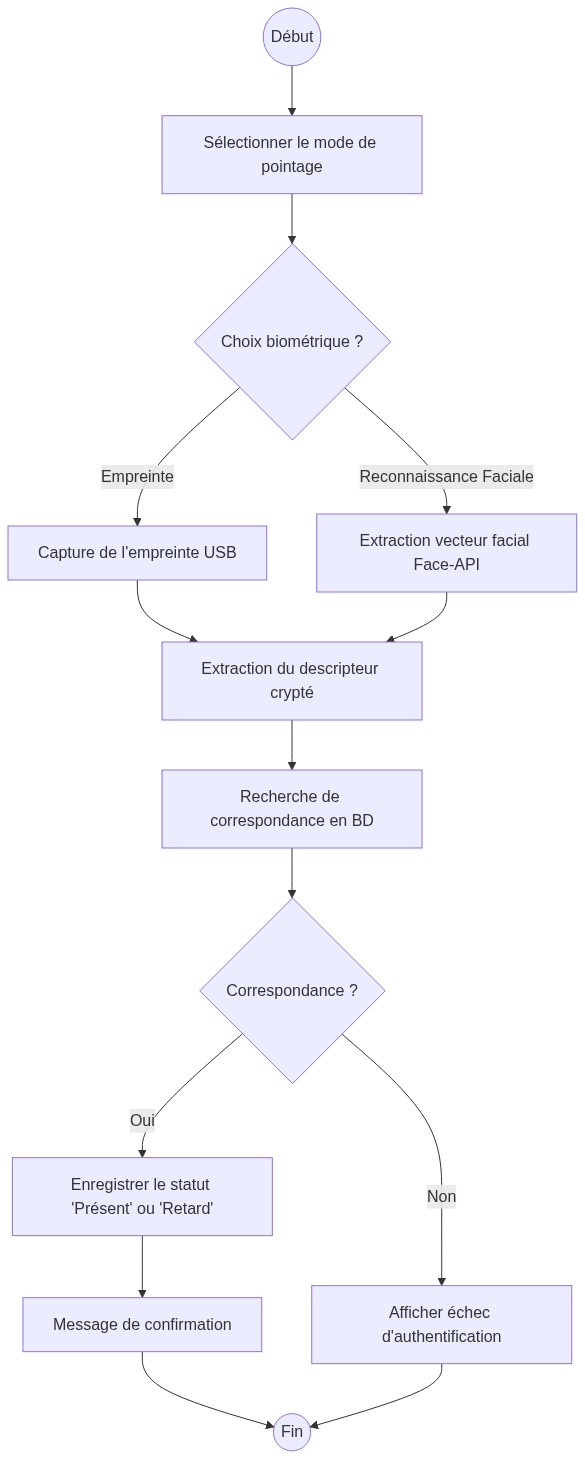 Début
Sélectionner le mode de
pointage
Choix biométrique ?
Empreinte
Reconnaissance Faciale
Capture de l'empreinte USB
Extraction vecteur facial
Face-API
Extraction du descripteur
crypté
Recherche de
correspondance en BD
Correspondance ?
Oui
Enregistrer le statut
'Présent' ou 'Retard'
Non
Message de confirmation
Afficher échec
d'authentification
Fin